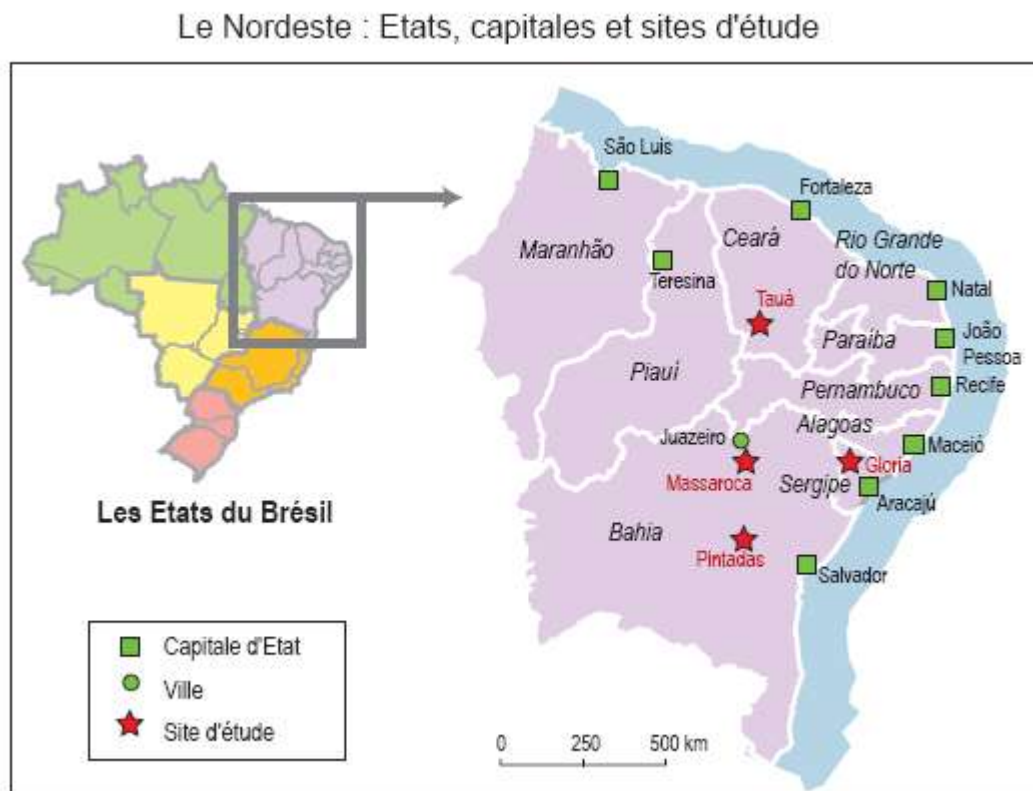 Le Nordeste : Etats, capitales et sites d'étude
São Luis
Fortaleza
Maranhão
Ceará
Rio Grande
do Norte
Teresina
Natal
Tauá
João
Pessoa
Paraíba
Piauí
Pernambuco
Recife
Alagoas
Juazeiro
Maceió
Massaroca
Gloria
Sergípe
Aracajú
Bahia
Pintadas
Salvador
Les Etats du Brésil
Capitale d'Etat
Ville
Site d'étude
0 250 500 km